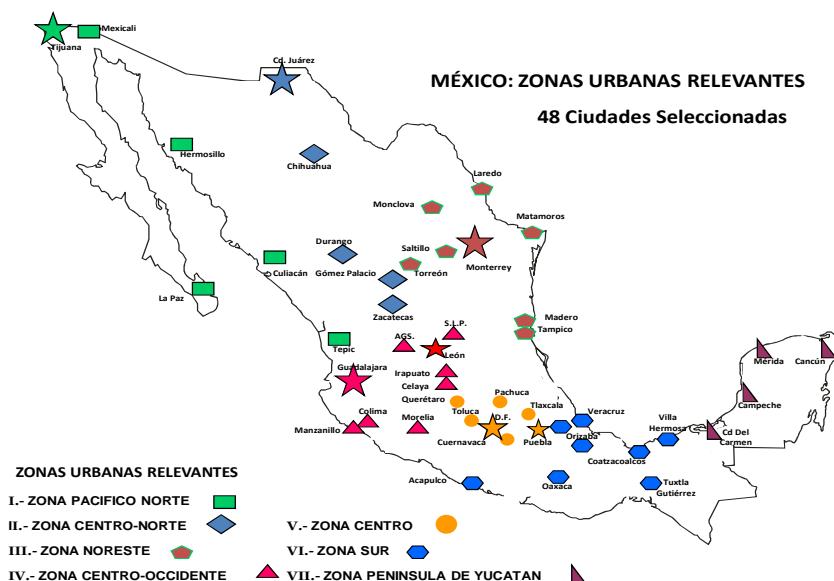 Mexicali
Tijuana
Cd. Juárez
MÉXICO: ZONAS URBANAS RELEVANTES
48 Ciudades Seleccionadas
Hermosillo
Chihuahua
Laredo
Monclova
Matamoros
Durango
Saltillo
Monterrey
Culiacán
Gómez Palacio
Torreón
La Paz
Zacatecas
Madero
Tampico
S.L.P.
AGS.
Tepic
León
Mérida
Cancún
Guadalajara
Irapuato
Celaya
Pachuca
Querétaro
Tlaxcala
Campeche
Colima
Morelia
Toluca
D.F.
Veracruz
Villa
Hermosa
Manzanillo
Cuernavaca
Puebla
Orizaba
Cd Del
Carmen
Coatzacoalcos
ZONAS URBANAS RELEVANTES
Acapulco
Oaxaca
Tuxtla
Gutiérrez
I.- ZONA PACIFICO NORTE
II.- ZONA CENTRO-NORTE
V.- ZONA CENTRO
III.- ZONA NORESTE
VI.- ZONA SUR
IV.- ZONA CENTRO-OCCIDENTE
VII.- ZONA PENINSULA DE YUCATAN